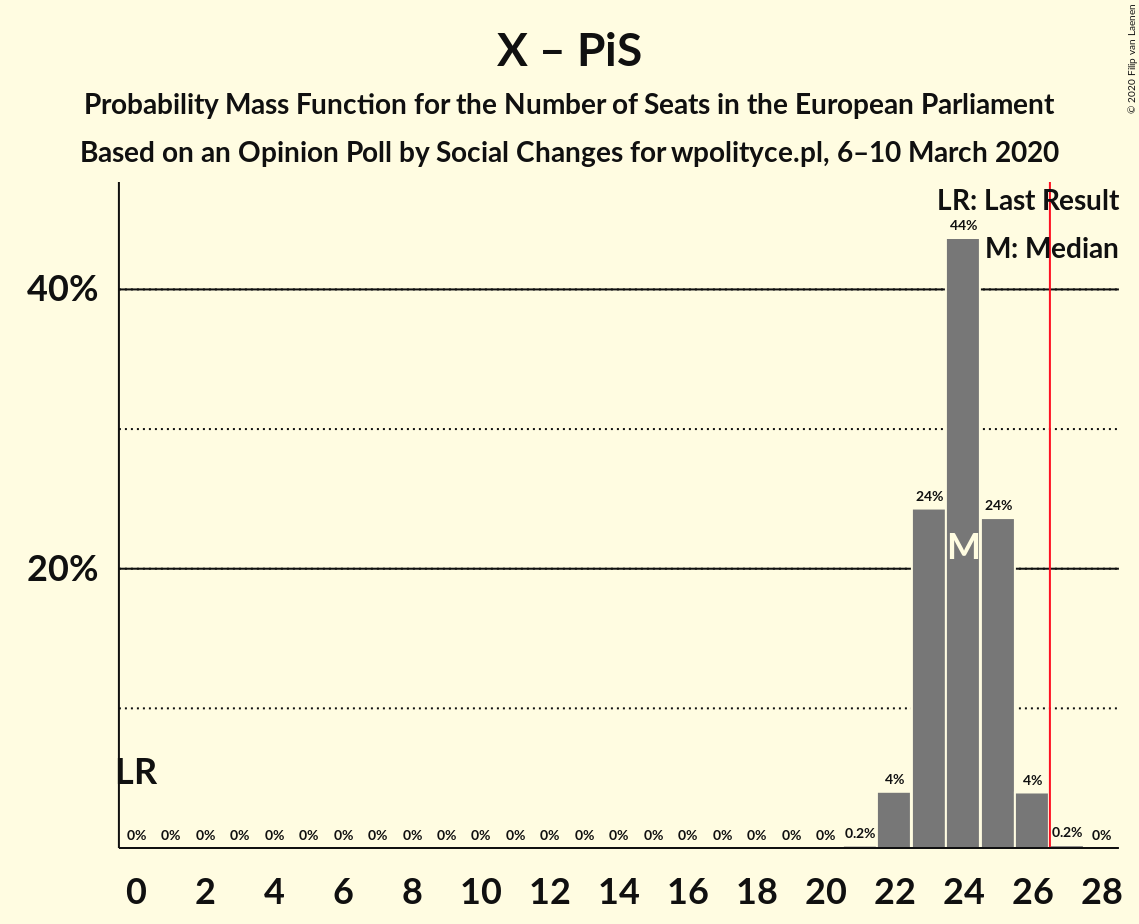 X – PiS
Probability Mass Function for the Number of Seats in the European Parliament
Based on an Opinion Poll by Social Changes for wpolityce.pl, 6–10 March 2020
© 2020 Filip van Laenen
LR: Last Result
M: Median
40%
20%
44%
24%
24%
M
LR
4%
4%
0% 0% 0% 0% 0% 0% 0% 0% 0% 0% 0% 0% 0% 0% 0% 0% 0% 0% 0% 0% 0% 0.2% 0.2% 0%
0 2 4 6 8 10 12 14 16 18 20 22 24 26 28